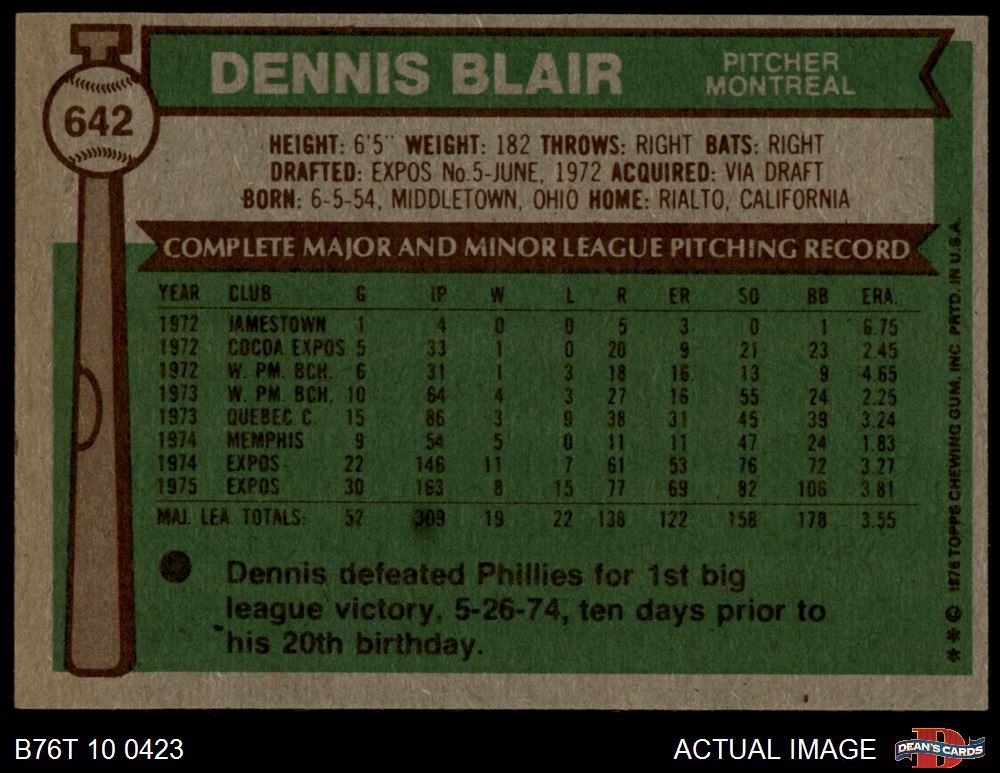 DENNIS BLAIR
PITCHER
MONTREAL
642
HEIGHT: 6'5" WEIGHT: 182 THROWS: RIGHT BATS: RIGHT
DRAFTED: EXPOS No.5-JUNE, 1972 ACQUIRED: VIA DRAFT
BORN: 6-5-54, MIDDLETOWN, OHIO HOME: RIALTO, CALIFORNIA
COMPLETE MAJOR AND MINOR LEAGUE PITCHING RECORD
YEAR CLUB G IP W L R ER SO BB ERA.
1972 JAMESTOWN 1 4 0 0 5 3 0 1 6.75
1972 COCOA EXPOS 5 33 1 0 20 9 21 23 2.45
1972 W. PM. BCH. 6 31 1 3 18 16 13 9 4.65
1973 W. PM. BCH. 10 64 4 3 27 16 55 24 2.25
1973 QUEBEC C. 15 86 3 9 38 31 45 39 3.24
1974 MEMPHIS 9 54 5 0 11 11 47 24 1.83
1974 EXPOS 22 146 11 7 61 53 76 72 3.27
1975 EXPOS 30 163 8 15 77 69 82 106 3.81
MAJ. LEA. TOTALS: 52 309 19 22 138 122 158 178 3.55
Dennis defeated Phillies for 1st big
league victory, 5-26-74, ten days prior to
his 20th birthday.
** © 1976 TOPPS CHEWING GUM, INC. PRTD. IN U.S.A.
B76T 10 0423
ACTUAL IMAGE
D
DEAN'S CARDS